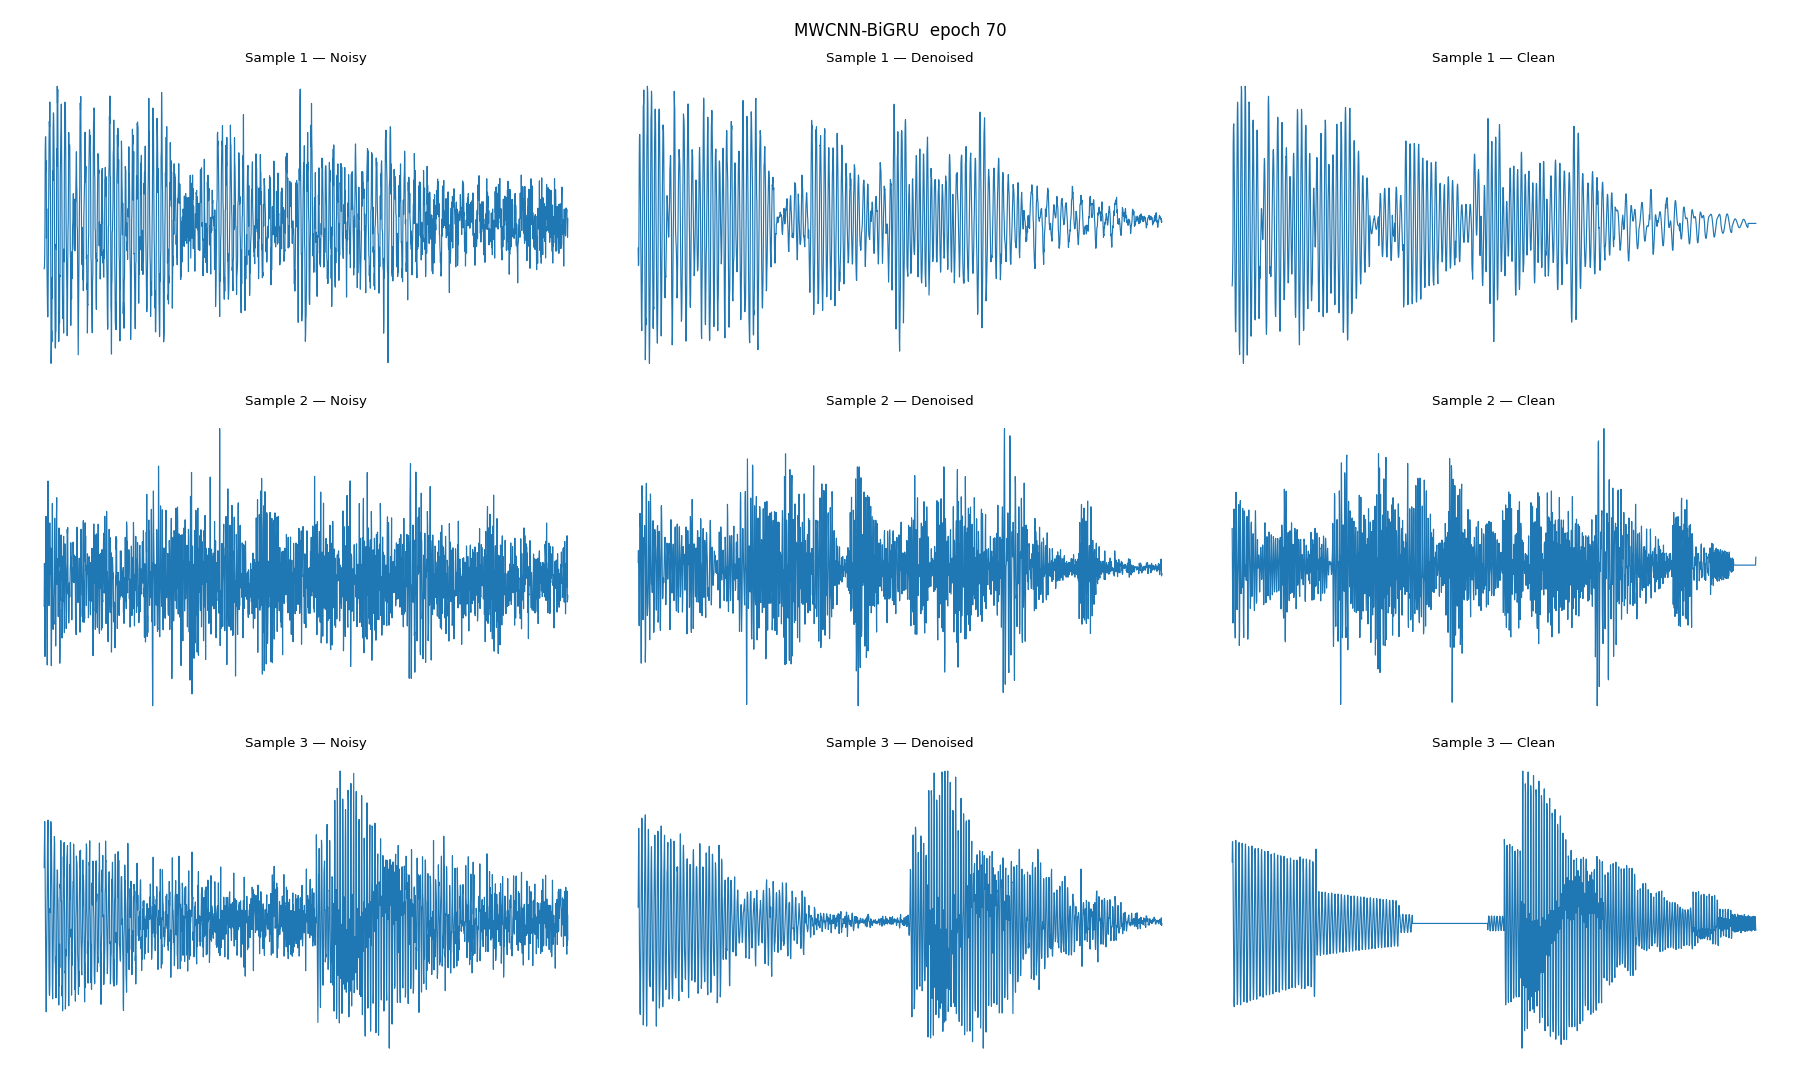 MWCNN-BiGRU  epoch 70
Sample 1 — Noisy
Sample 1 — Denoised
Sample 1 — Clean
Sample 2 — Noisy
Sample 2 — Denoised
Sample 2 — Clean
Sample 3 — Noisy
Sample 3 — Denoised
Sample 3 — Clean